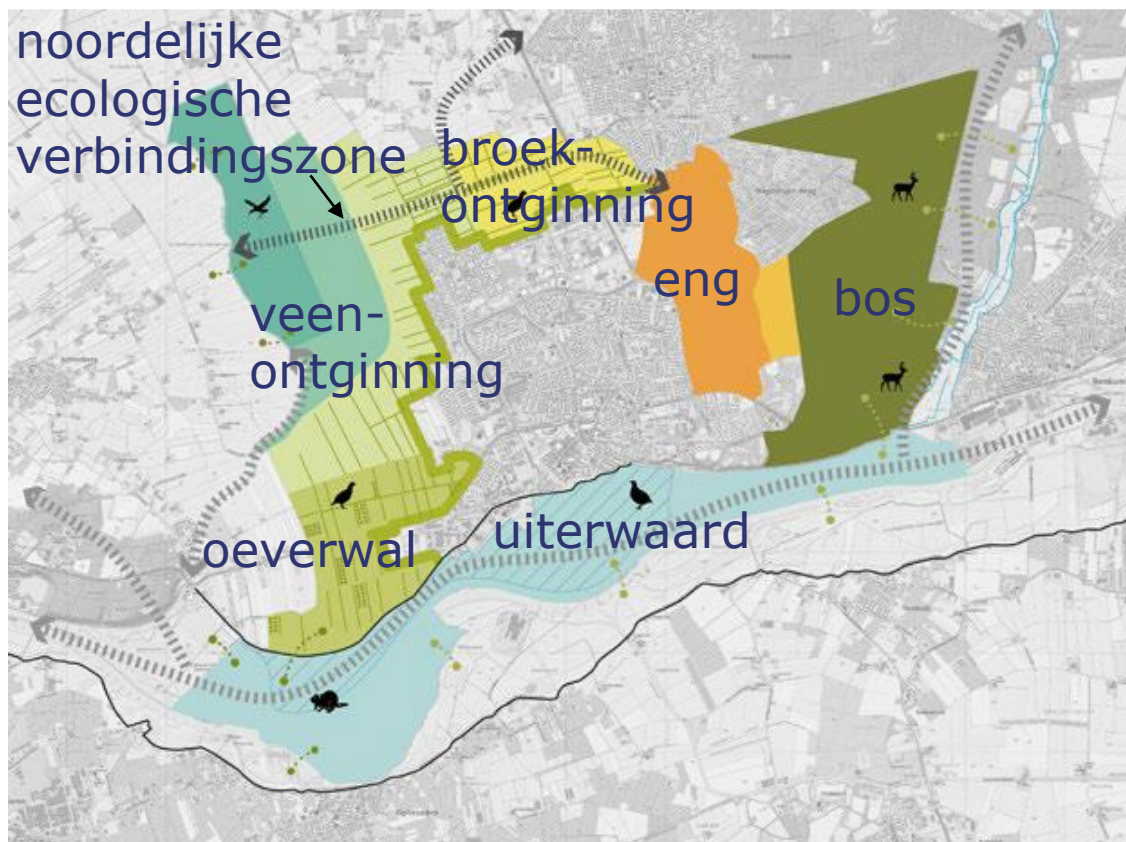 noordelijke
ecologische
verbindingszone
broek-
ontginning
eng
bos
veen-
ontginning
oeverwal
uiterwaard